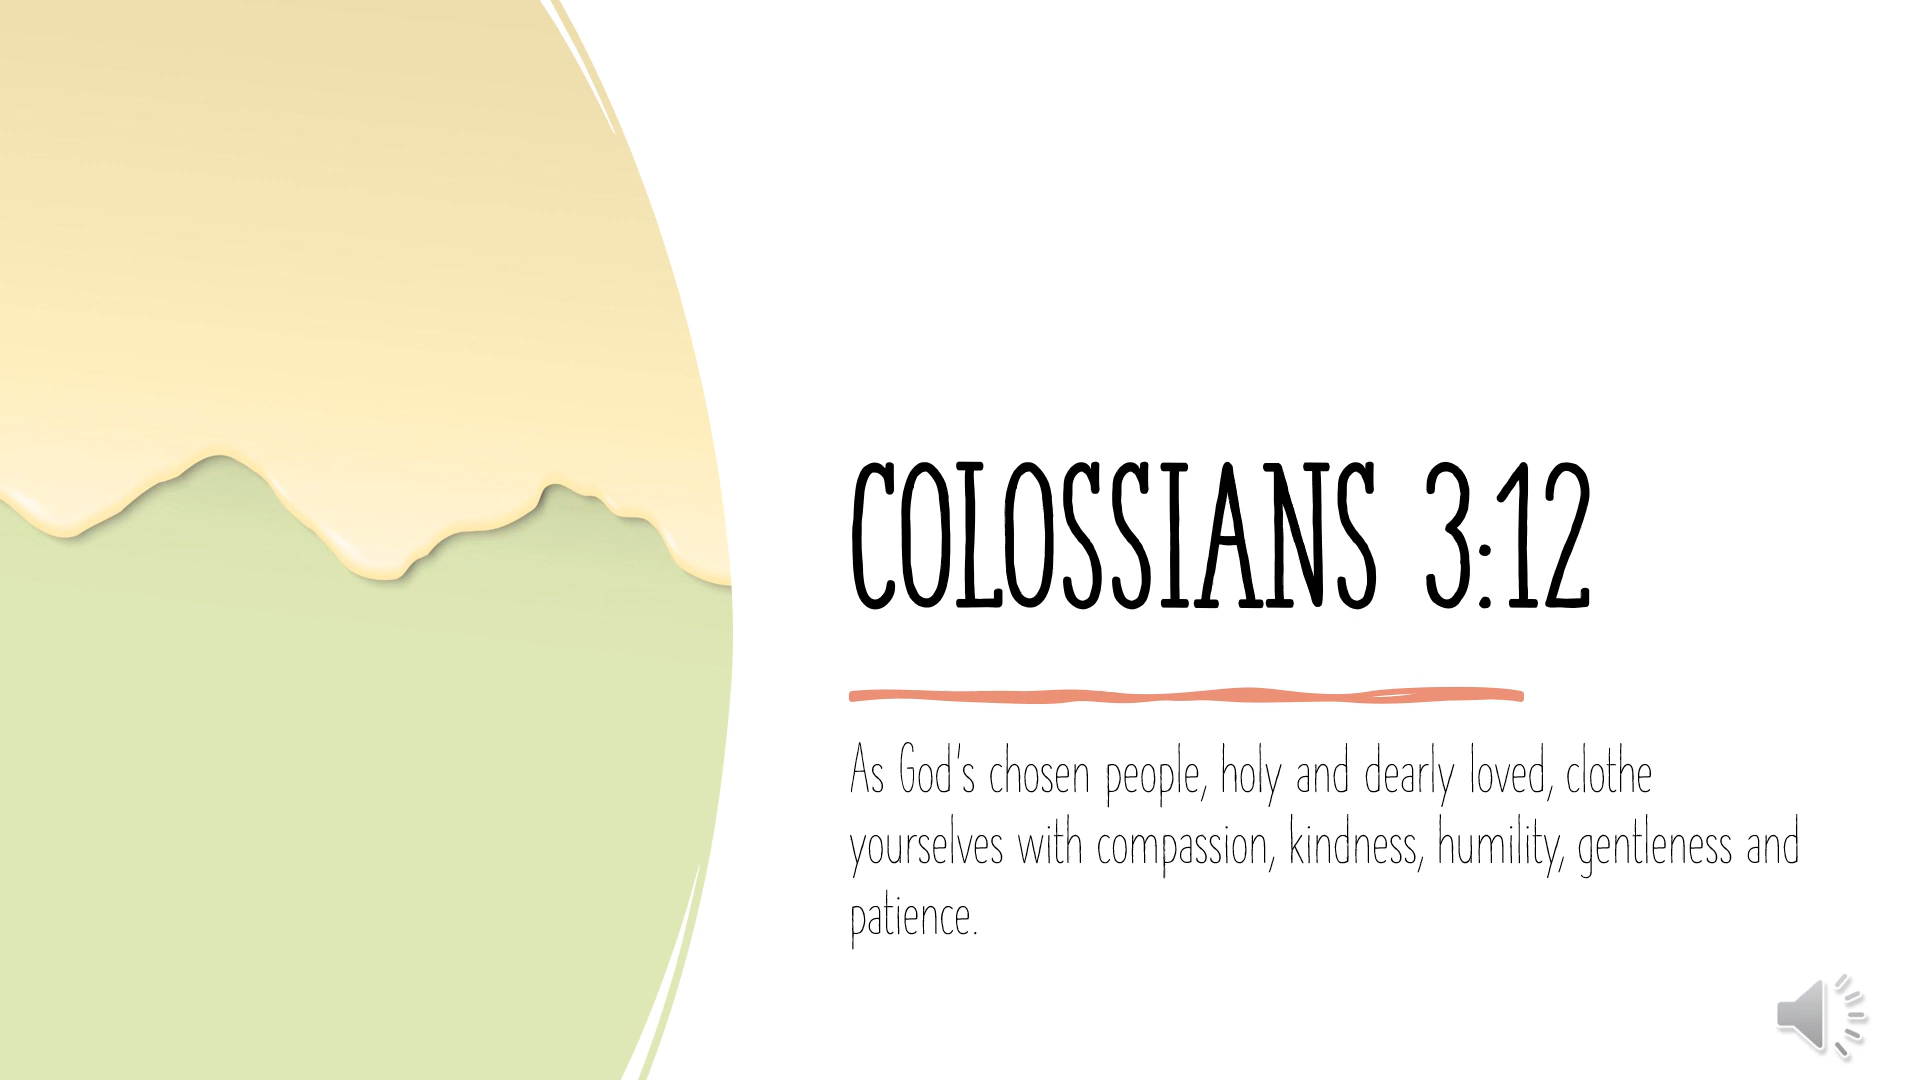 COLOSSIANS 3:12
As God's chosen people, holy and dearly loved, clothe
yourselves with compassion, kindness, humility, gentleness and
patience.